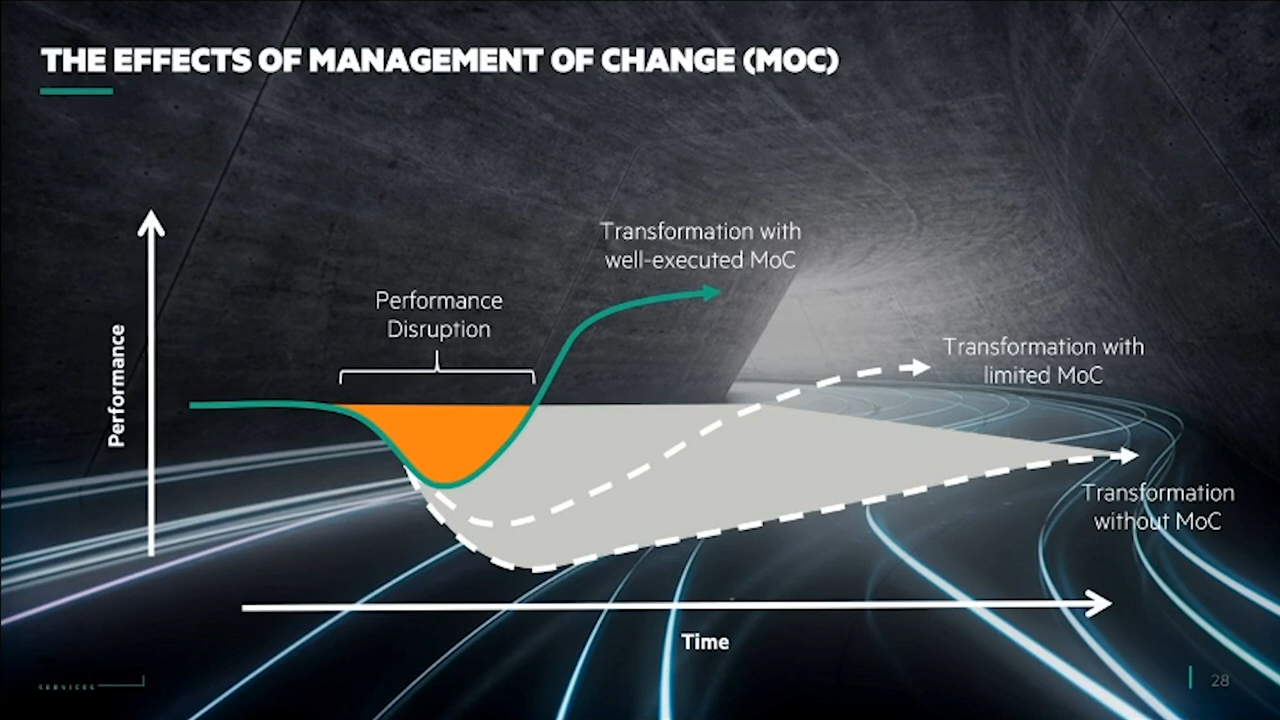 THE EFFECTS OF MANAGEMENT OF CHANGE (MOC)
Transformation with
well-executed MoC
Performance
Disruption
Transformation with
limited MoC
Performance
Transformation
without MoC
Time
SERVICES
28